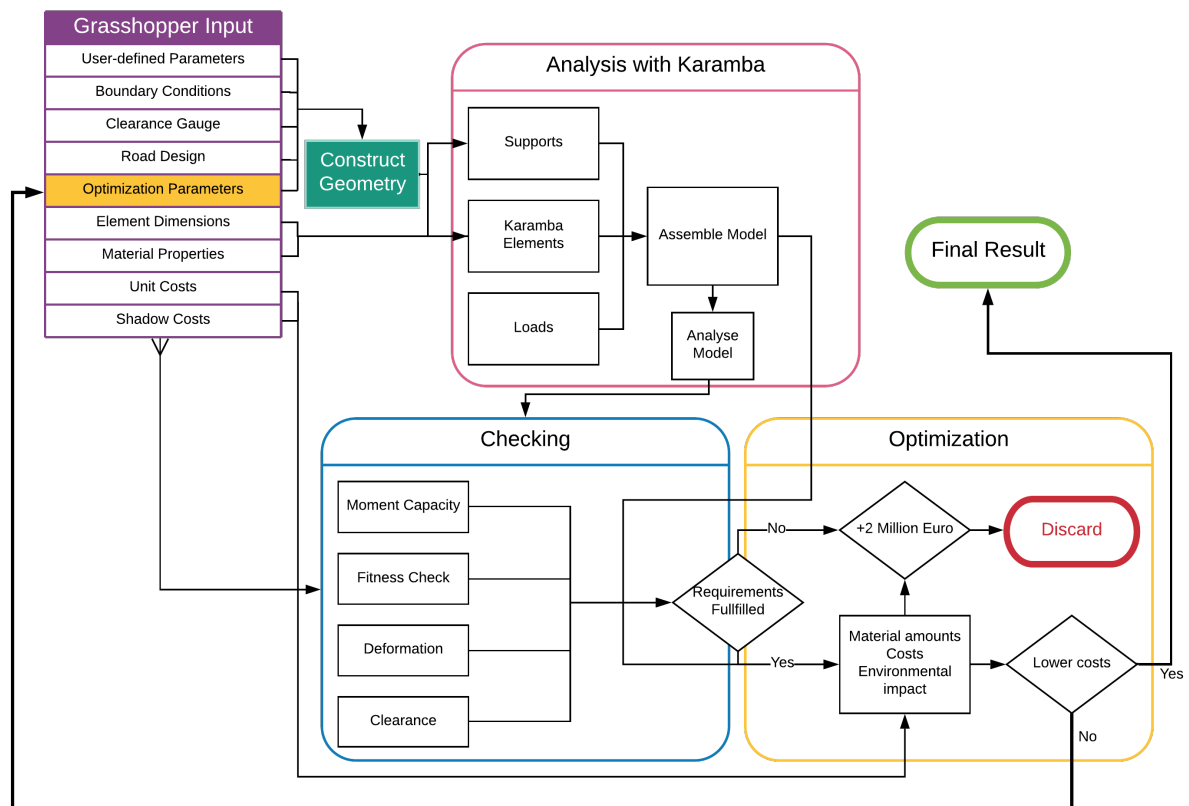 Grasshopper Input
User-defined Parameters
Boundary Conditions
Clearance Gauge
Road Design
Optimization Parameters
Element Dimensions
Material Properties
Unit Costs
Shadow Costs
Construct
Geometry
Analysis with Karamba
Supports
Karamba
Elements
Loads
Assemble Model
Analyse
Model
Final Result
Checking
Moment Capacity
Fitness Check
Deformation
Clearance
Requirements
Fullfilled
No
Yes
Optimization
+2 Million Euro
Discard
Material amounts
Costs
Environmental
impact
Lower costs
Yes
No